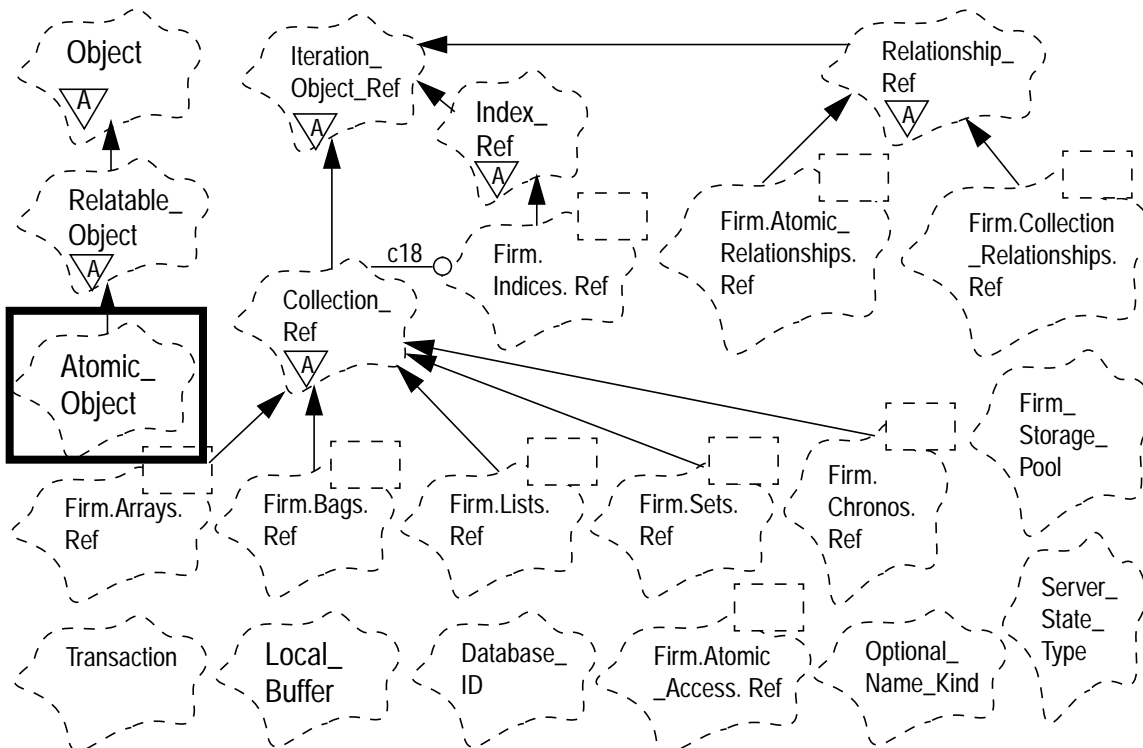 Object
A
Iteration_
Object_Ref
A
Relationship_
Ref
A
Index_
Ref
A
Relatable_
Object
A
Firm.Atomic_
Relationships.
Ref
Firm.Collection
_Relationships.
Ref
c18
Firm.
Indices. Ref
Collection_
Ref
A
Atomic_
Object
Firm_
Storage_
Pool
Firm.Arrays.
Ref
Firm.Bags.
Ref
Firm.Lists.
Ref
Firm.Sets.
Ref
Firm.
Chronos.
Ref
Server_
State_
Type
Transaction
Local_
Buffer
Database_
ID
Firm.Atomic
_Access. Ref
Optional_
Name_Kind